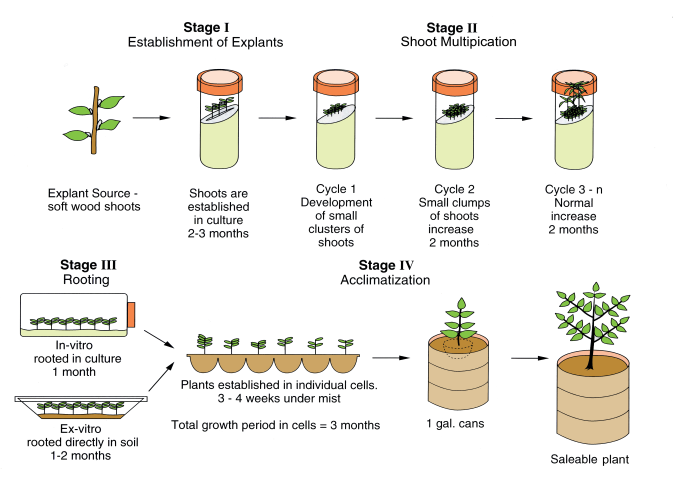 Stage I
Establishment of Explants
Stage II
Shoot Multipication
Explant Source -
soft wood shoots
Shoots are
established
in culture
2-3 months
Cycle 1
Development
of small
clusters of
shoots
Cycle 2
Small clumps
of shoots
increase
2 months
Cycle 3 - n
Normal
increase
2 months
Stage III
Rooting
Stage IV
Acclimatization
In-vitro
rooted in culture
1 month
Ex-vitro
rooted directly in soil
1-2 months
Plants established in individual cells.
3 - 4 weeks under mist
Total growth period in cells = 3 months
1 gal. cans
Saleable plant